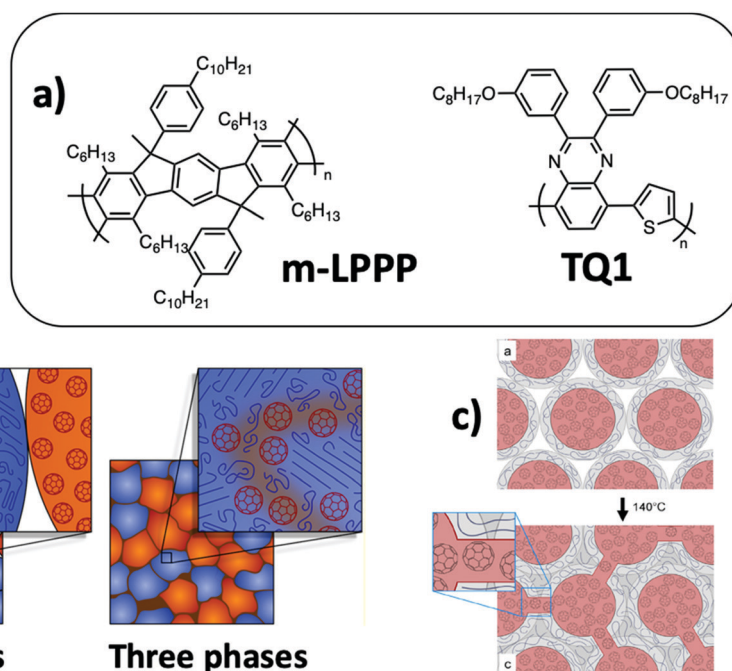 a)
C10H21
C6H13
C6H13
n
C6H13
C6H13
C10H21
m-LPPP
C8H17O
OC8H17
N
N
S
n
TQ1
s
Three phases
c)
a
140°C
c